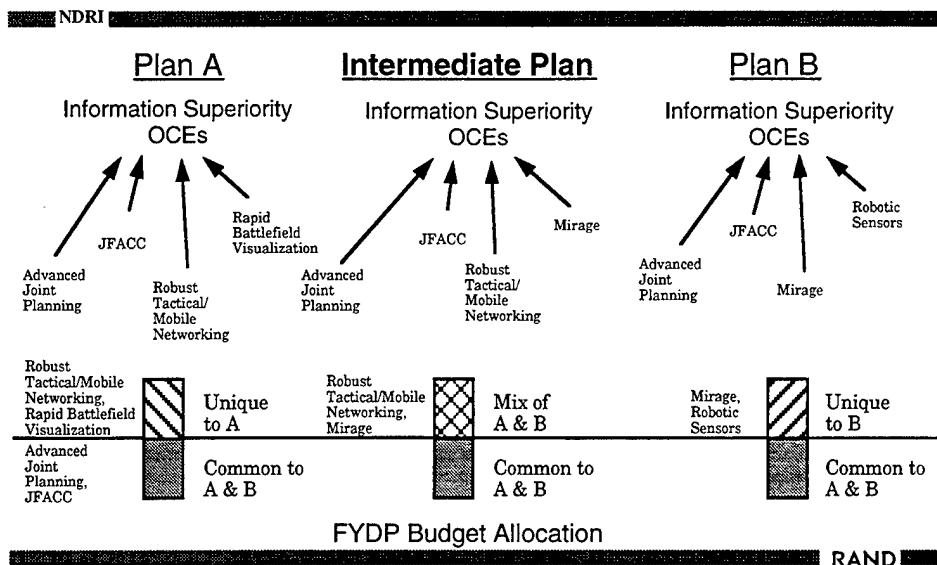 NDRI
Plan A
Information Superiority
OCEs
JFACC
Rapid
Battlefield
Visualization
Advanced
Joint
Planning
Robust
Tactical/
Mobile
Networking
Intermediate Plan
Information Superiority
OCEs
JFACC
Mirage
Advanced
Joint
Planning
Robust
Tactical/
Mobile
Networking
Plan B
Information Superiority
OCEs
JFACC
Robotic
Sensors
Advanced
Joint
Planning
Mirage
Robust
Tactical/Mobile
Networking,
Rapid Battlefield
Visualization
Unique
to A
Robust
Tactical/Mobile
Networking,
Mirage
Mix of
A & B
Mirage,
Robotic
Sensors
Unique
to B
Advanced
Joint
Planning,
JFACC
Common to
A & B
Common to
A & B
Common to
A & B
FYDP Budget Allocation
RAND